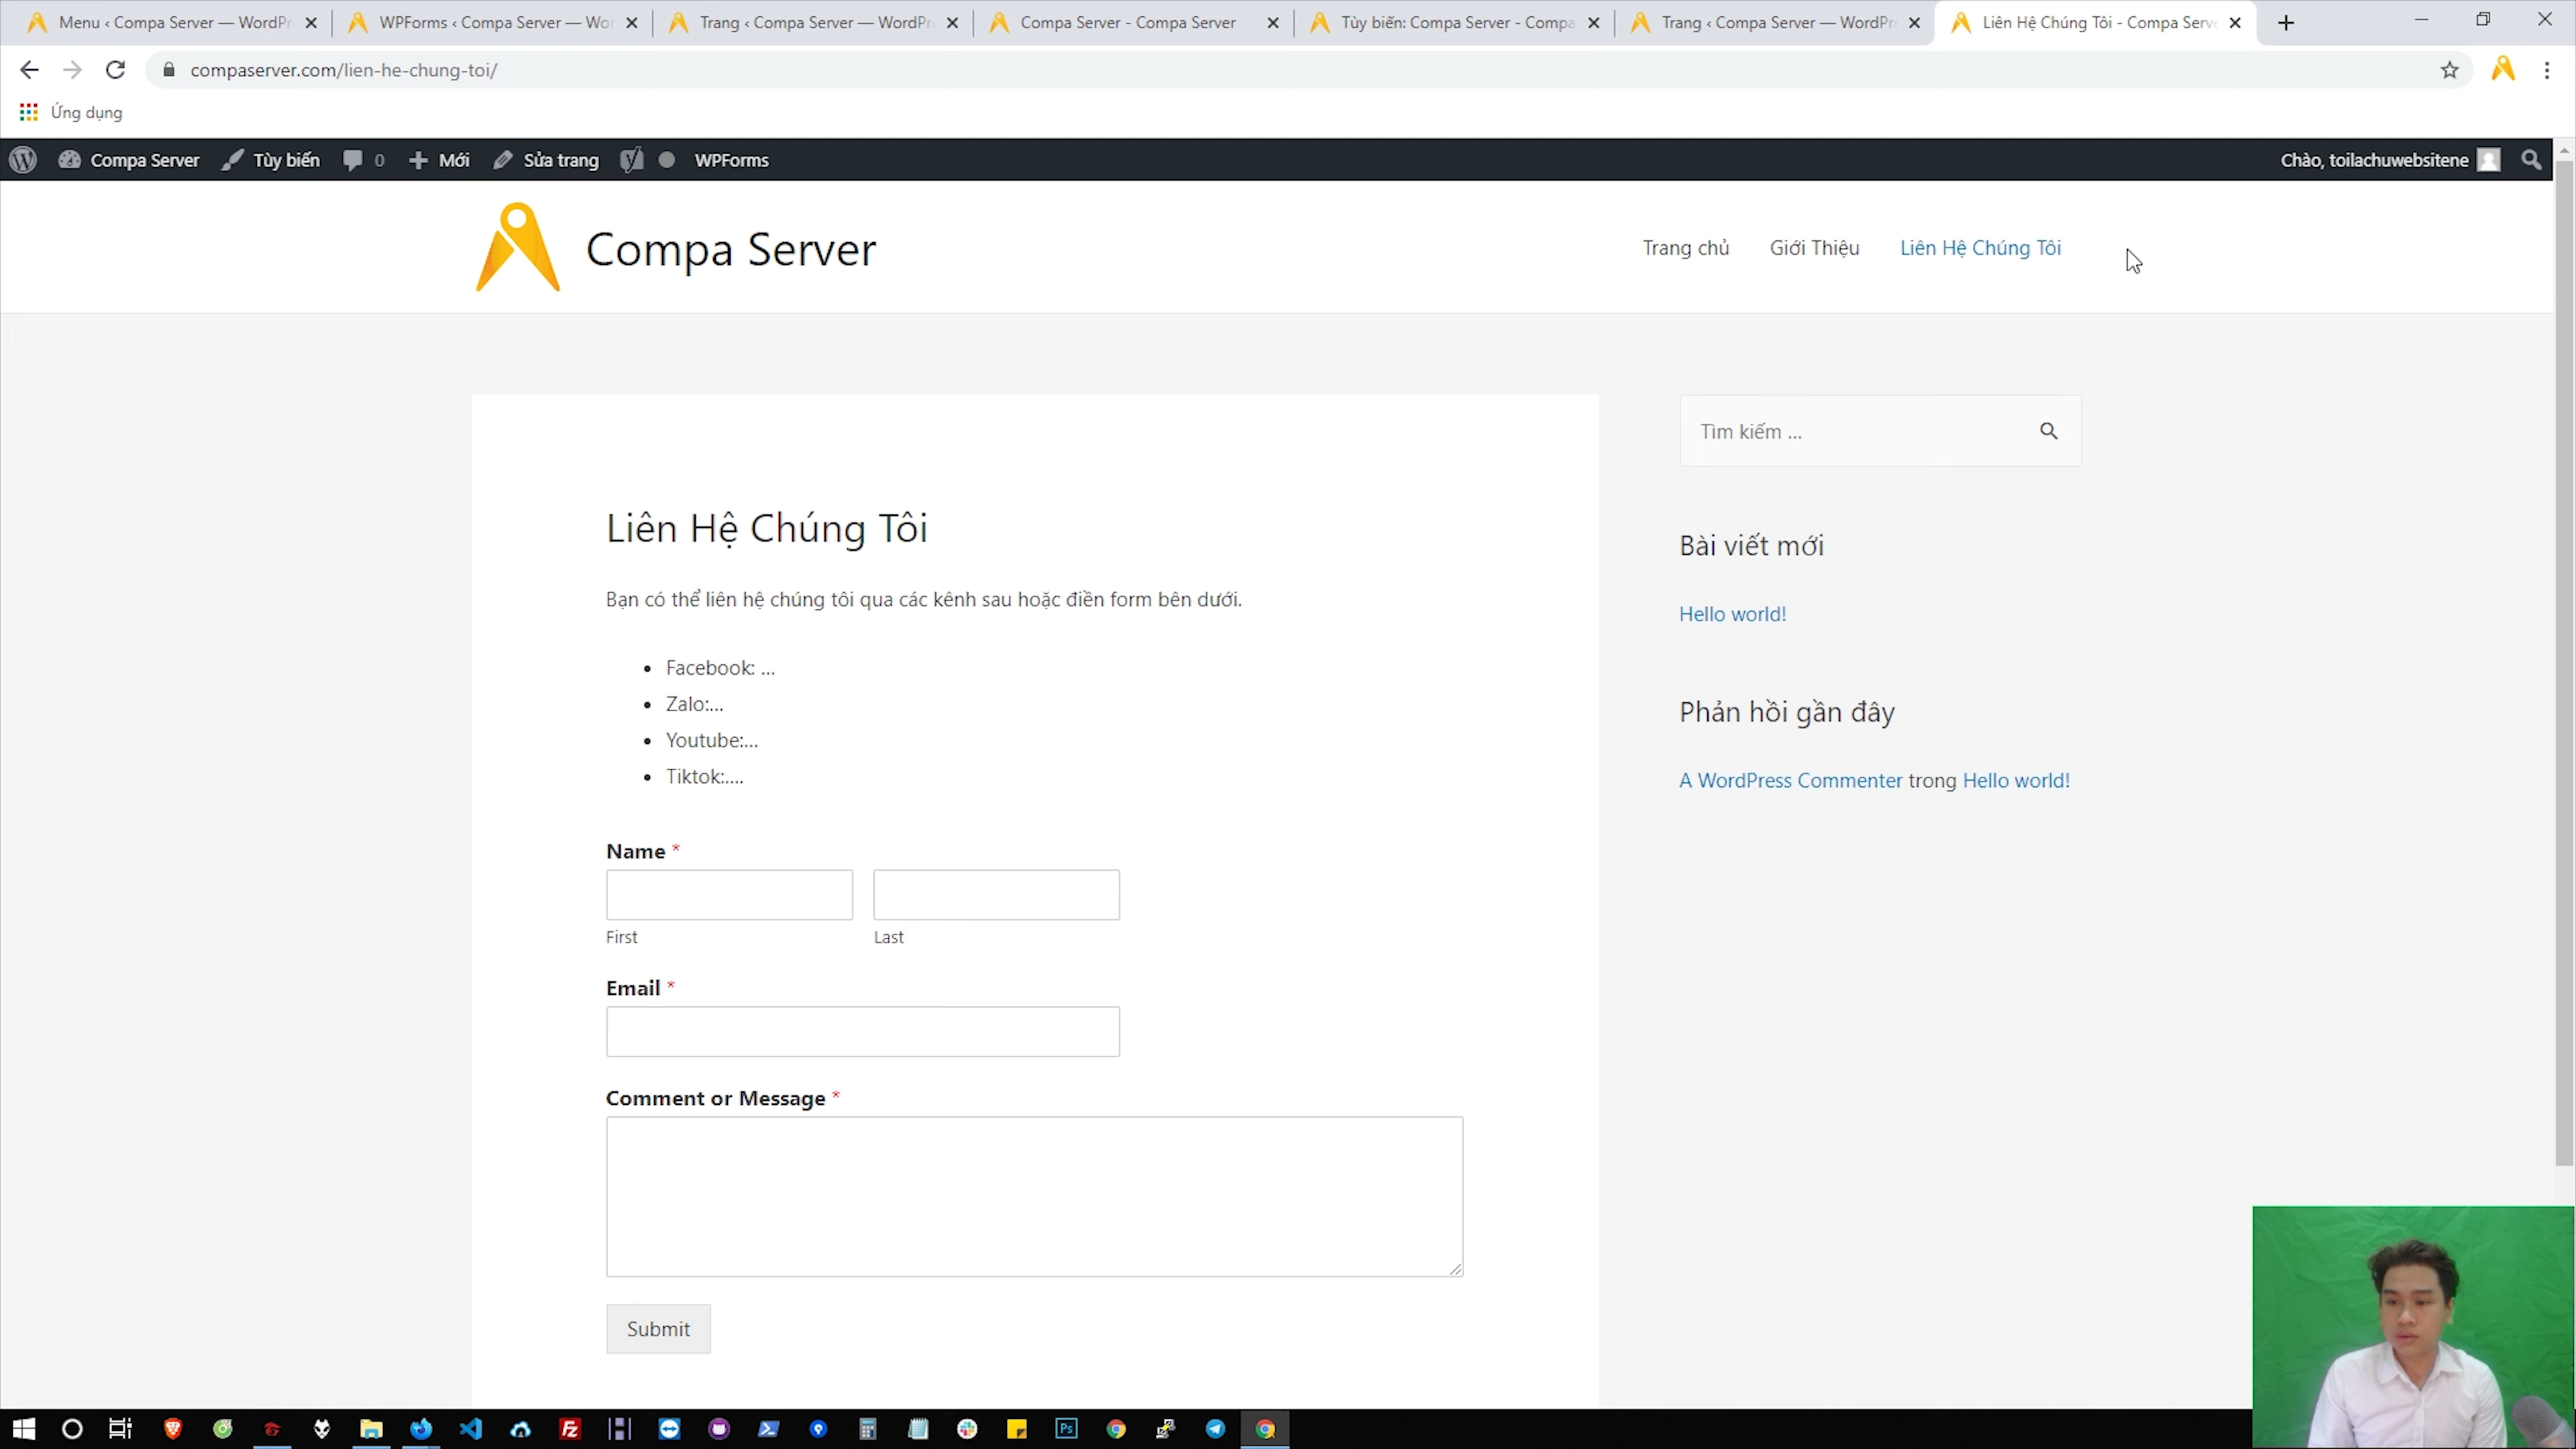 Menu ‹ Compa Server — WordPr
WPForms ‹ Compa Server — Wor
Trang ‹ Compa Server — WordPre
Compa Server - Compa Server
Tùy biến: Compa Server - Compa
Trang ‹ Compa Server — WordPre
Liên Hệ Chúng Tôi - Compa Serve
compaserver.com/lien-he-chung-toi/
Ứng dụng
Compa Server
Tùy biến
0
Mới
Sửa trang
WPForms
Chào, toilachuwebsitene
Compa Server
Trang chủ
Giới Thiệu
Liên Hệ Chúng Tôi
Liên Hệ Chúng Tôi
Bạn có thể liên hệ chúng tôi qua các kênh sau hoặc điền form bên dưới.
Facebook: ...
Zalo:...
Youtube:...
Tiktok:....
Name *
First
Last
Email *
Comment or Message *
Submit
Tìm kiếm ...
Bài viết mới
Hello world!
Phản hồi gần đây
A WordPress Commenter trong Hello world!